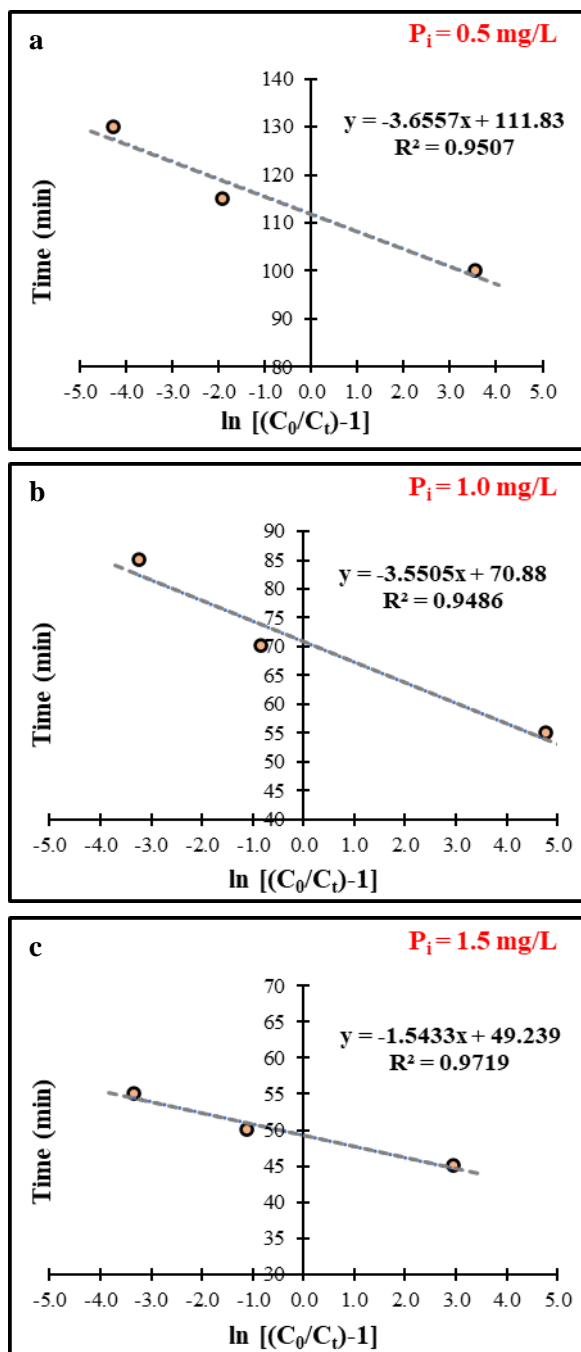 a
P_i = 0.5 mg/L
140
y = -3.6557x + 111.83
R² = 0.9507
130
120
110
100
90
80
Time (min)
-5.0 -4.0 -3.0 -2.0 -1.0 0.0 1.0 2.0 3.0 4.0 5.0
ln [(C₀/Cₜ)-1]
b
P_i = 1.0 mg/L
90
y = -3.5505x + 70.88
R² = 0.9486
85
80
75
70
65
60
55
50
45
40
Time (min)
-5.0 -4.0 -3.0 -2.0 -1.0 0.0 1.0 2.0 3.0 4.0 5.0
ln [(C₀/Cₜ)-1]
c
P_i = 1.5 mg/L
70
y = -1.5433x + 49.239
R² = 0.9719
65
60
55
50
45
40
35
30
Time (min)
-5.0 -4.0 -3.0 -2.0 -1.0 0.0 1.0 2.0 3.0 4.0 5.0
ln [(C₀/Cₜ)-1]